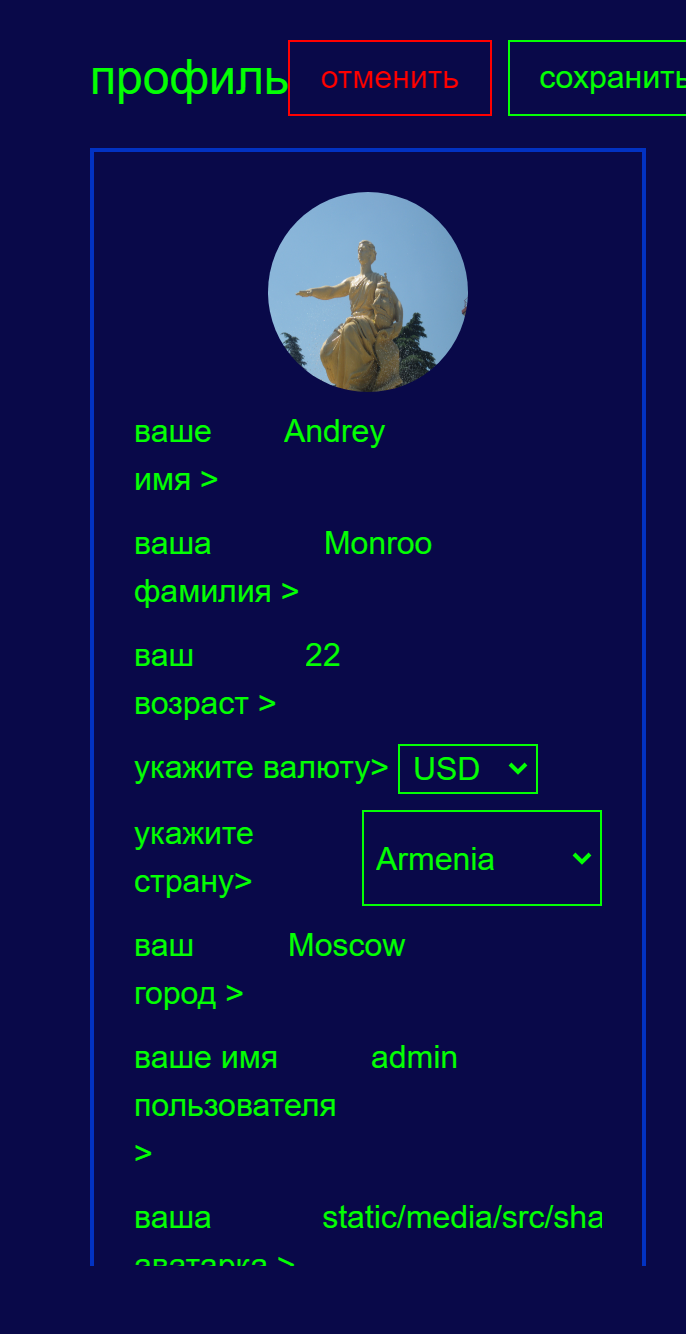 профиль отменить сохранить
ваше Andrey
имя >
ваша Monroo
фамилия >
ваш 22
возраст >
укажите валюту> USD
укажите
страну> Armenia
ваш Moscow
город >
ваше имя admin
пользователя
>
ваша static/media/src/sha
аватарка >